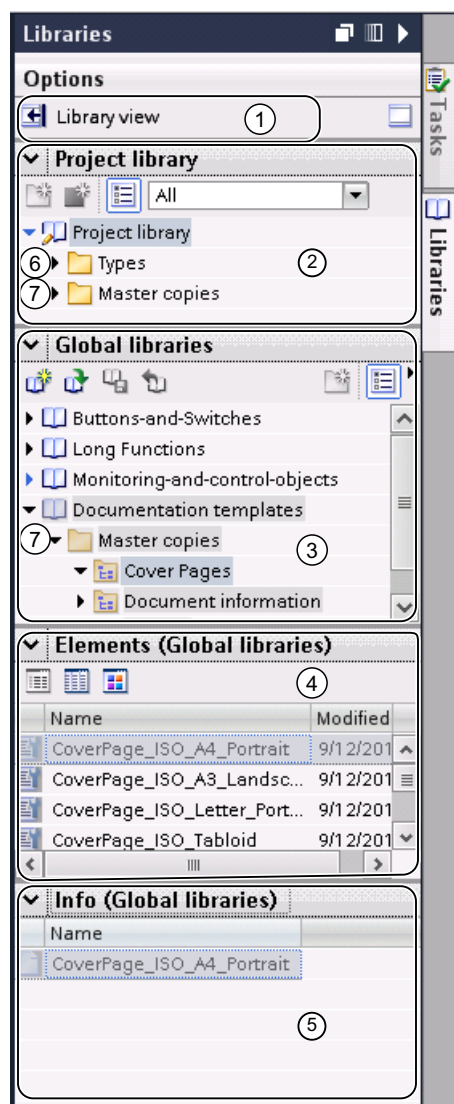 Libraries
Options
Library view
1
Tasks
Libraries
Project library
All
Project library
6
Types
2
7
Master copies
Global libraries
Buttons-and-Switches
Long Functions
Monitoring-and-control-objects
Documentation templates
7
Master copies
3
Cover Pages
Document information
Elements (Global libraries)
4
Name Modified
CoverPage_ISO_A4_Portrait 9/12/201
CoverPage_ISO_A3_Landsc... 9/12/201
CoverPage_ISO_Letter_Port... 9/12/201
CoverPage_ISO_Tabloid 9/12/201
Info (Global libraries)
Name
CoverPage_ISO_A4_Portrait
5